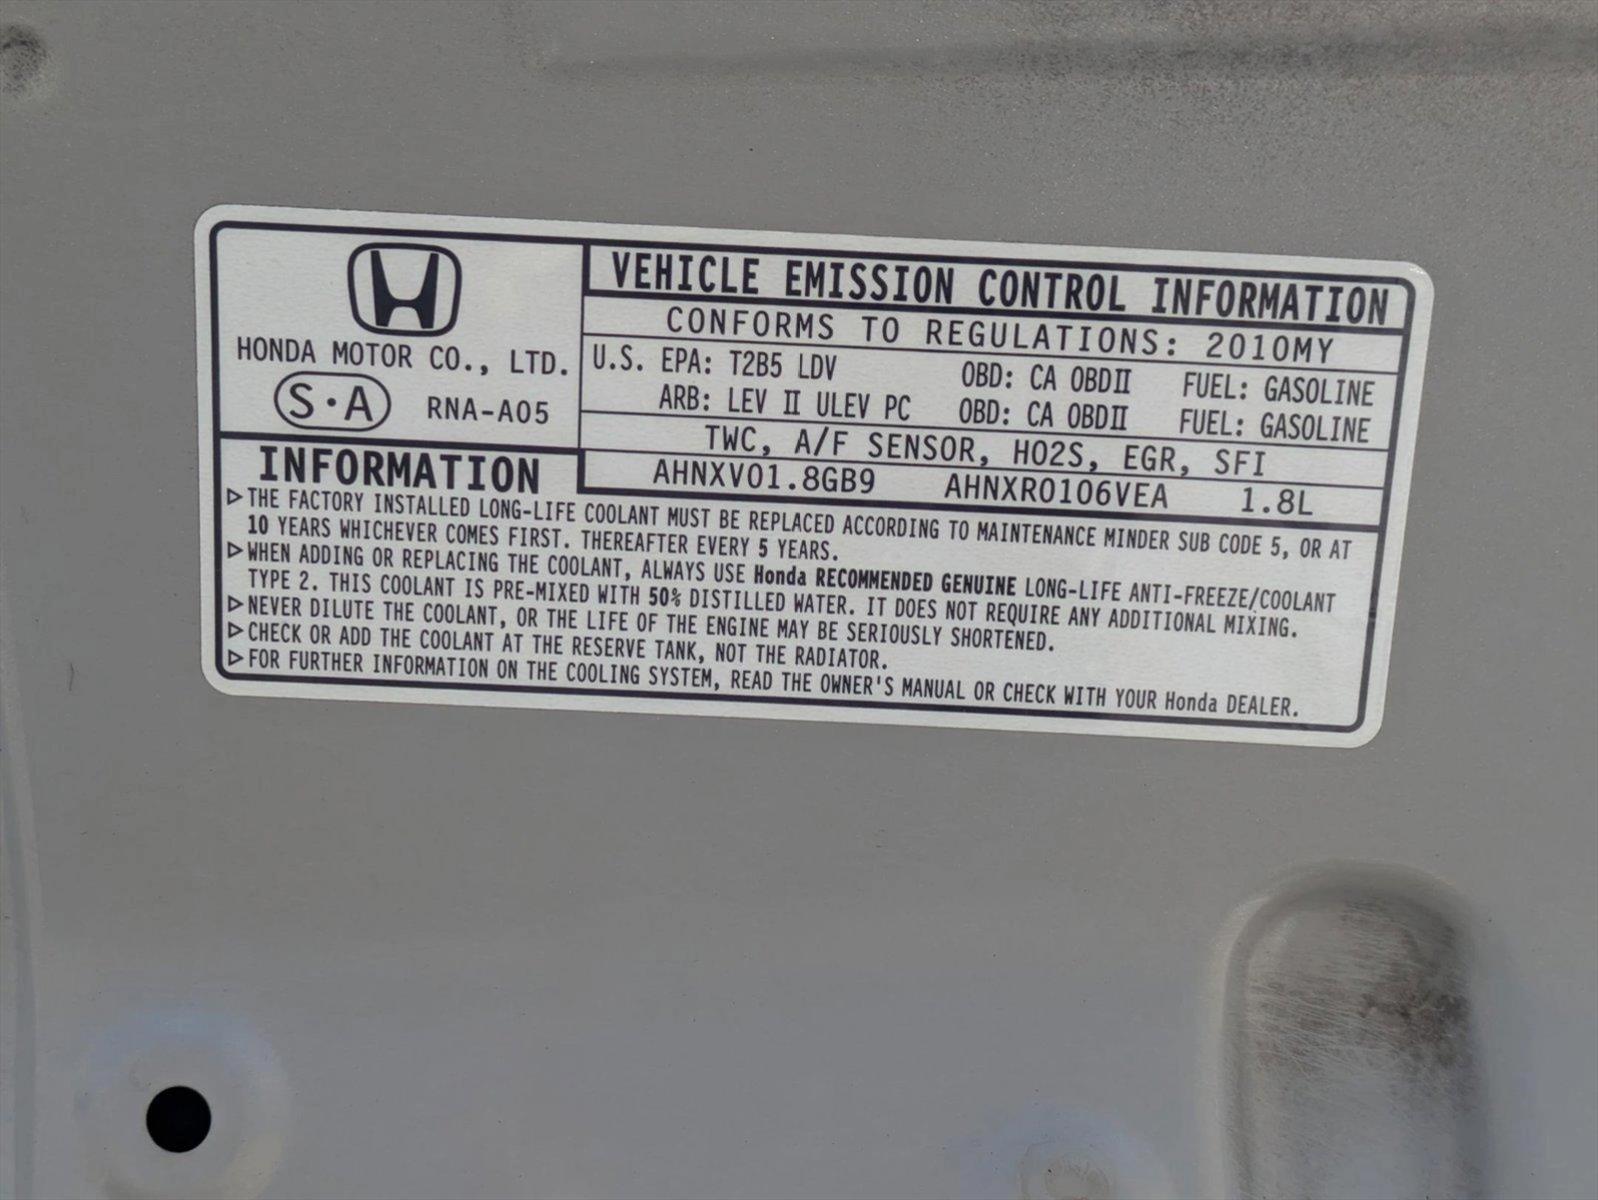 HONDA MOTOR CO., LTD.
S·A RNA-A05
VEHICLE EMISSION CONTROL INFORMATION
CONFORMS TO REGULATIONS: 2010MY
U.S. EPA: T2B5 LDV OBD: CA OBDⅡ FUEL: GASOLINE
ARB: LEV Ⅱ ULEV PC OBD: CA OBDⅡ FUEL: GASOLINE
TWC, A/F SENSOR, HO2S, EGR, SFI
AHNXV01.8GB9 AHNXR0106VEA 1.8L
INFORMATION
▷THE FACTORY INSTALLED LONG-LIFE COOLANT MUST BE REPLACED ACCORDING TO MAINTENANCE MINDER SUB CODE 5, OR AT
10 YEARS WHICHEVER COMES FIRST. THEREAFTER EVERY 5 YEARS.
▷WHEN ADDING OR REPLACING THE COOLANT, ALWAYS USE Honda RECOMMENDED GENUINE LONG-LIFE ANTI-FREEZE/COOLANT
TYPE 2. THIS COOLANT IS PRE-MIXED WITH 50% DISTILLED WATER. IT DOES NOT REQUIRE ANY ADDITIONAL MIXING.
▷NEVER DILUTE THE COOLANT, OR THE LIFE OF THE ENGINE MAY BE SERIOUSLY SHORTENED.
▷CHECK OR ADD THE COOLANT AT THE RESERVE TANK, NOT THE RADIATOR.
▷FOR FURTHER INFORMATION ON THE COOLING SYSTEM, READ THE OWNER'S MANUAL OR CHECK WITH YOUR Honda DEALER.